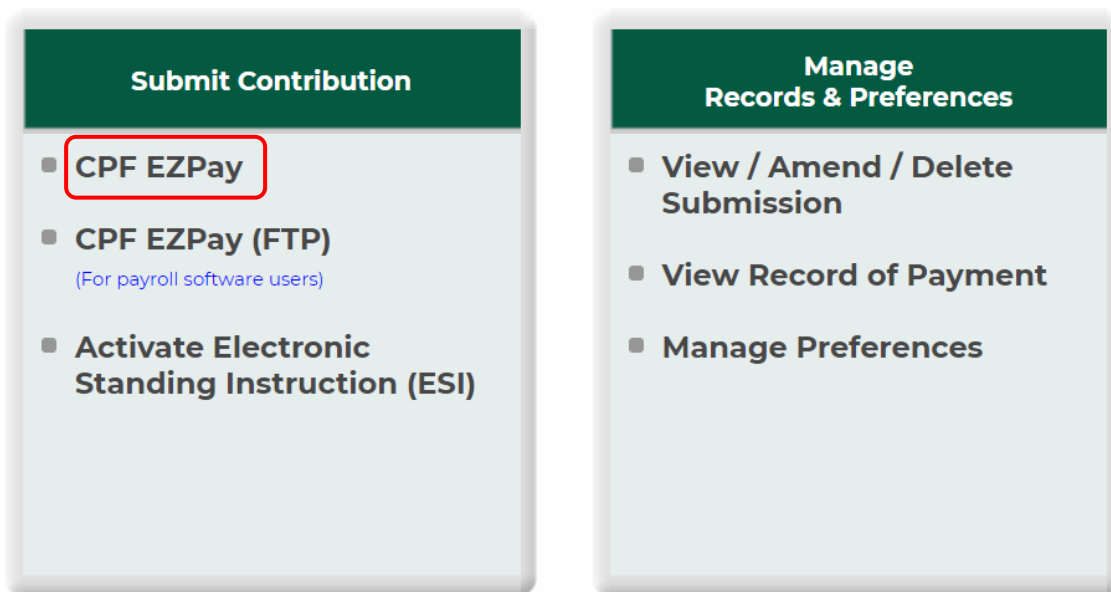 Submit Contribution
CPF EZPay
CPF EZPay (FTP)
(For payroll software users)
Activate Electronic
Standing Instruction (ESI)
Manage
Records & Preferences
View / Amend / Delete
Submission
View Record of Payment
Manage Preferences